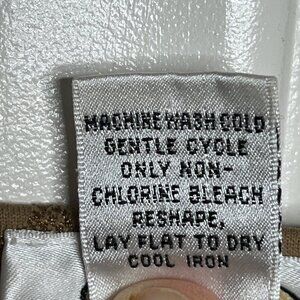 MACHINE WASH COLD
GENTLE CYCLE
ONLY NON-
CHLORINE BLEACH
RESHAPE,
LAY FLAT TO DRY
COOL IRON